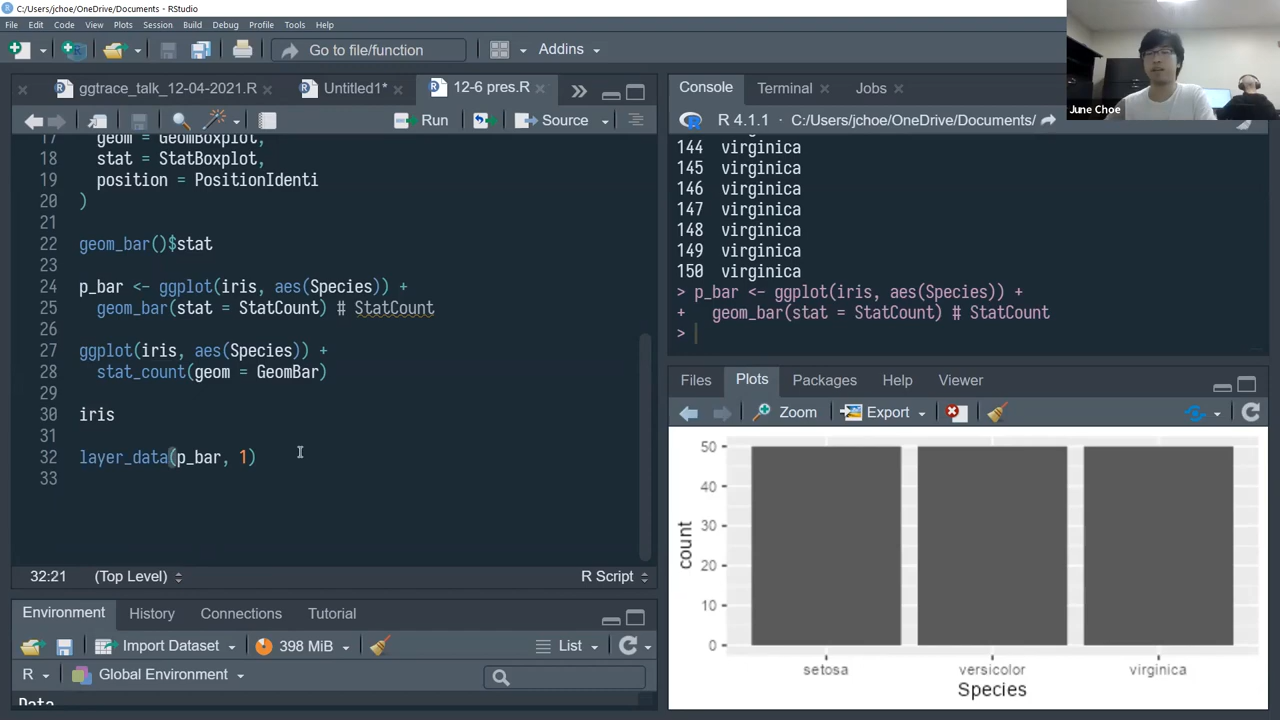 C:/Users/jchoe/OneDrive/Documents - RStudio
File Edit Code View Plots Session Build Debug Profile Tools Help
Go to file/function
Addins
ggtrace_talk_12-04-2021.R
Untitled1*
12-6 pres.R
Run
Source
17 geom = GeomBoxplot,
18 stat = StatBoxplot,
19 position = PositionIdenti
20 )
21
22 geom_bar()$stat
23
24 p_bar <- ggplot(iris, aes(Species)) +
25 geom_bar(stat = StatCount) # StatCount
26
27 ggplot(iris, aes(Species)) +
28 stat_count(geom = GeomBar)
29
30 iris
31
32 layer_data(p_bar, 1)
33
32:21 (Top Level) R Script
Environment History Connections Tutorial
Import Dataset 398 MiB List
R Global Environment
Data
Console Terminal Jobs
R 4.1.1 C:/Users/jchoe/OneDrive/Documents/
144 virginica
145 virginica
146 virginica
147 virginica
148 virginica
149 virginica
150 virginica
> p_bar <- ggplot(iris, aes(Species)) +
+ geom_bar(stat = StatCount) # StatCount
>
Files Plots Packages Help Viewer
Zoom Export
50
40
30
20
10
0
count
setosa versicolor virginica
Species
June Choe